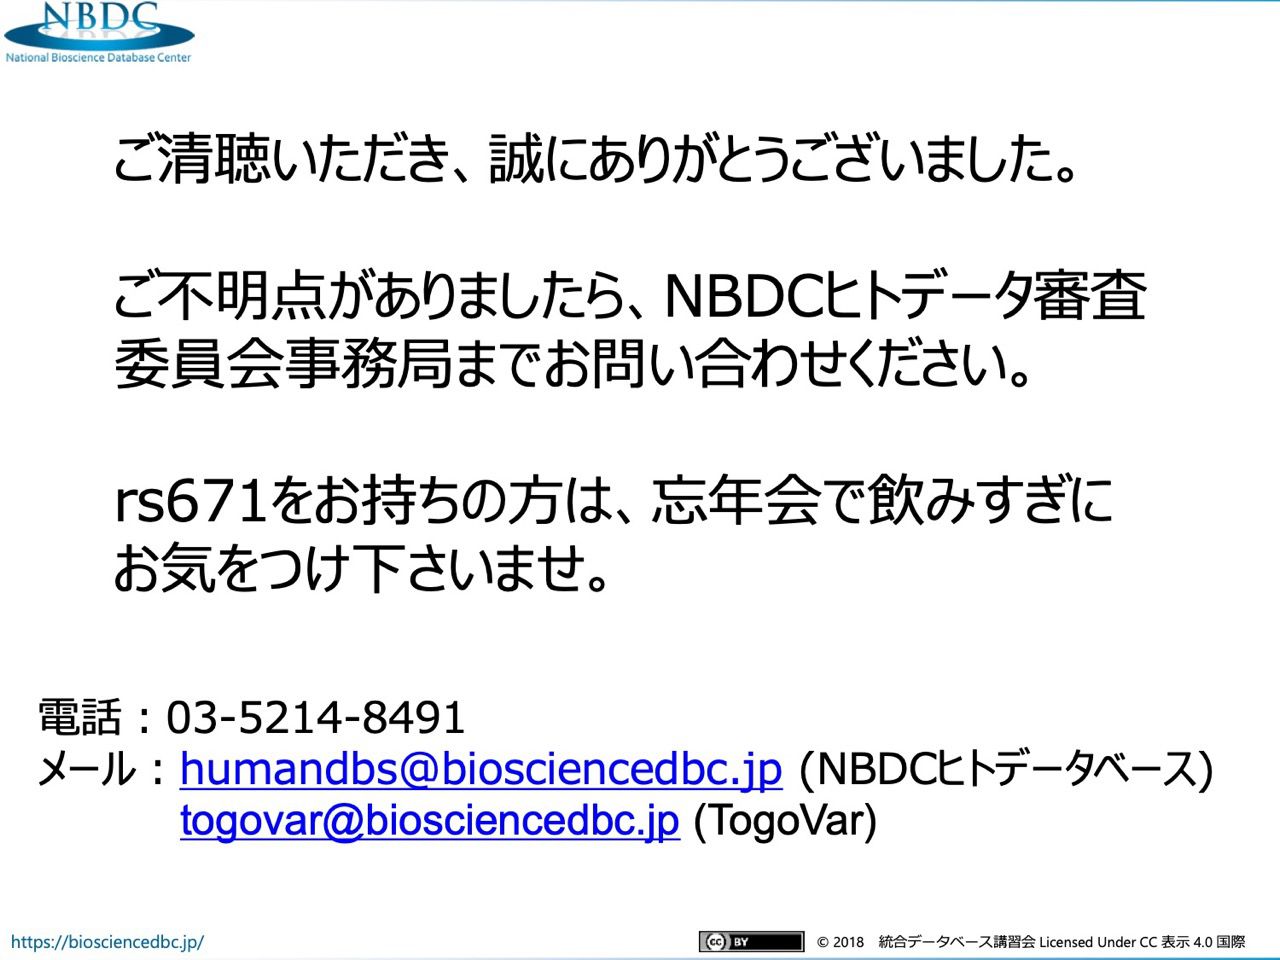 NBDC
National Bioscience Database Center
ご清聴いただき、誠にありがとうございました。
ご不明点がありましたら、NBDCヒトデータ審査
委員会事務局までお問い合わせください。
rs671をお持ちの方は、忘年会で飲みすぎに
お気をつけ下さいませ。
電話：03-5214-8491
メール：humandbs@biosciencedbc.jp (NBDCヒトデータベース)
togovar@biosciencedbc.jp (TogoVar)
https://biosciencedbc.jp/
cc BY
© 2018 統合データベース講習会 Licensed Under CC 表示 4.0 国際